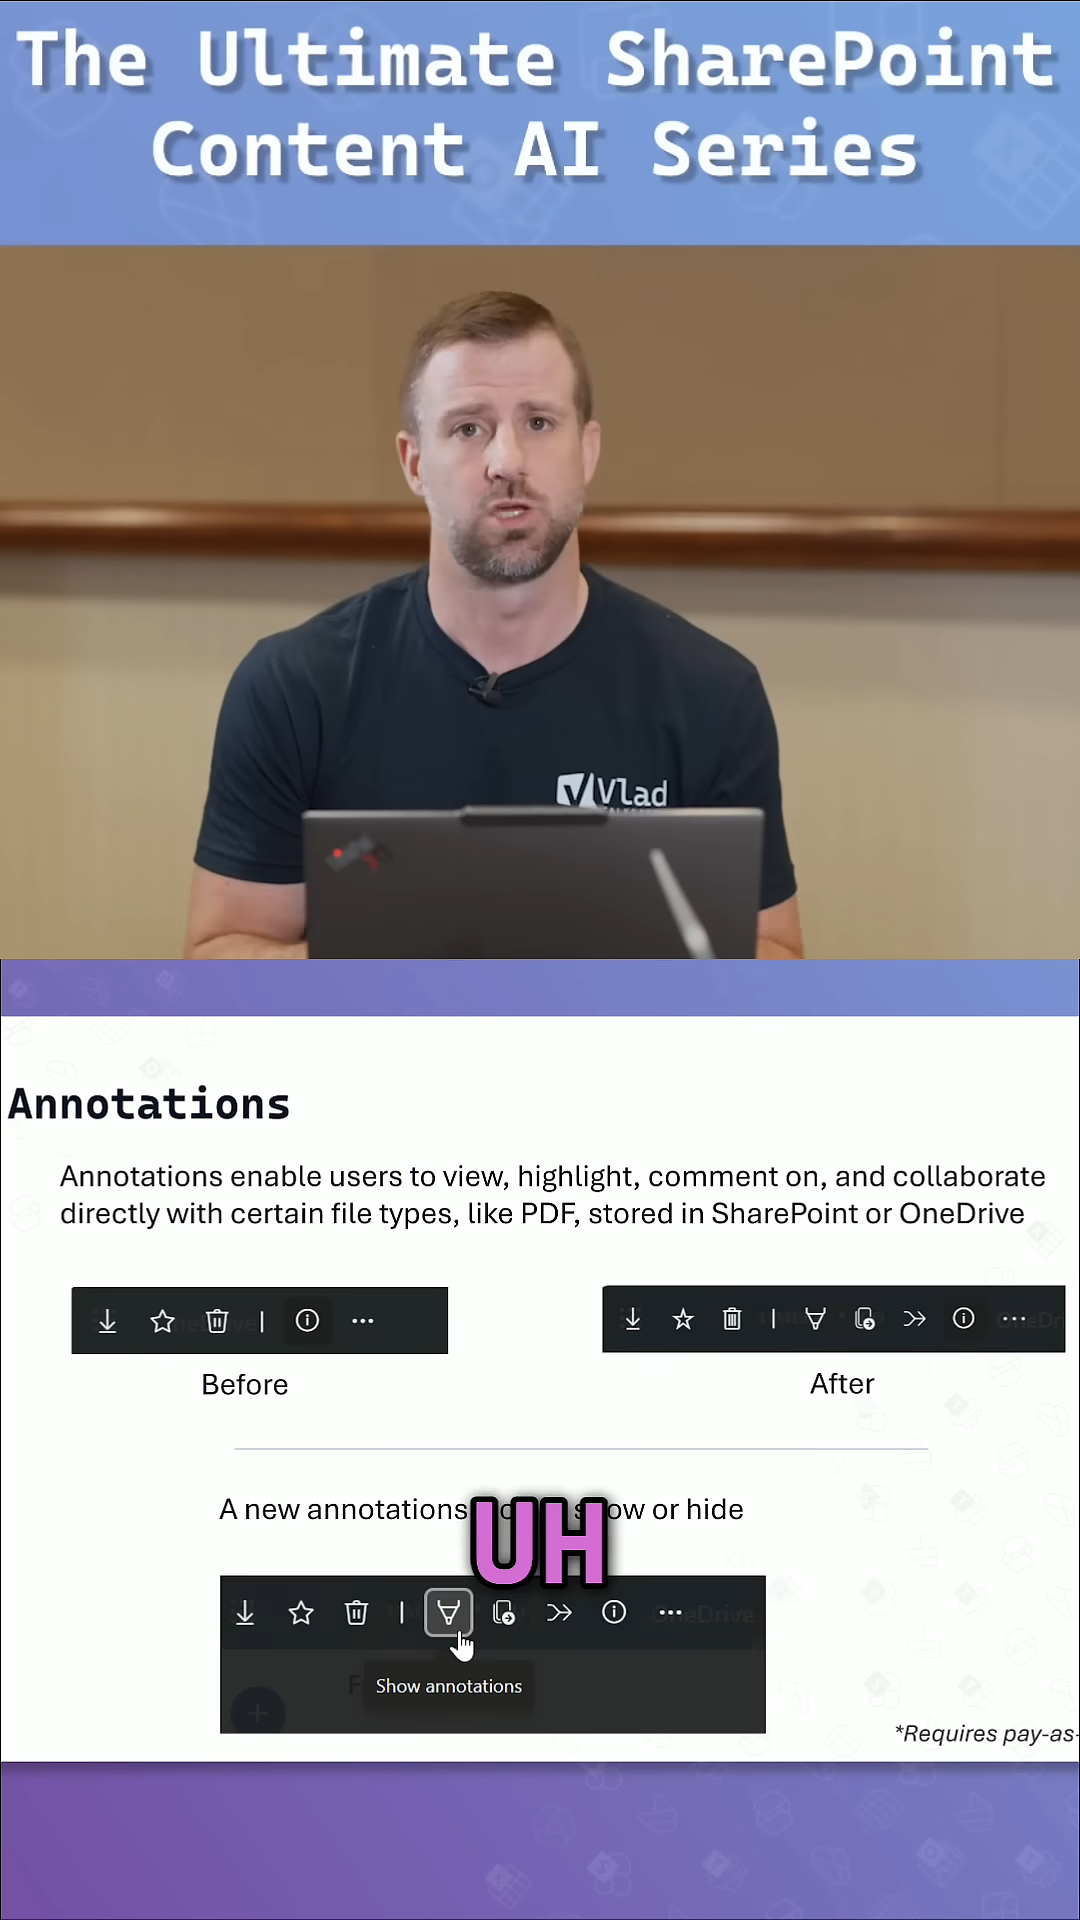 The Ultimate SharePoint
Content AI Series
Vlad
Annotations
Annotations enable users to view, highlight, comment on, and collaborate
directly with certain file types, like PDF, stored in SharePoint or OneDrive
Before
After
A new annotations ow or hide
UH
OneDrive
Show annotations
*Requires pay-as-